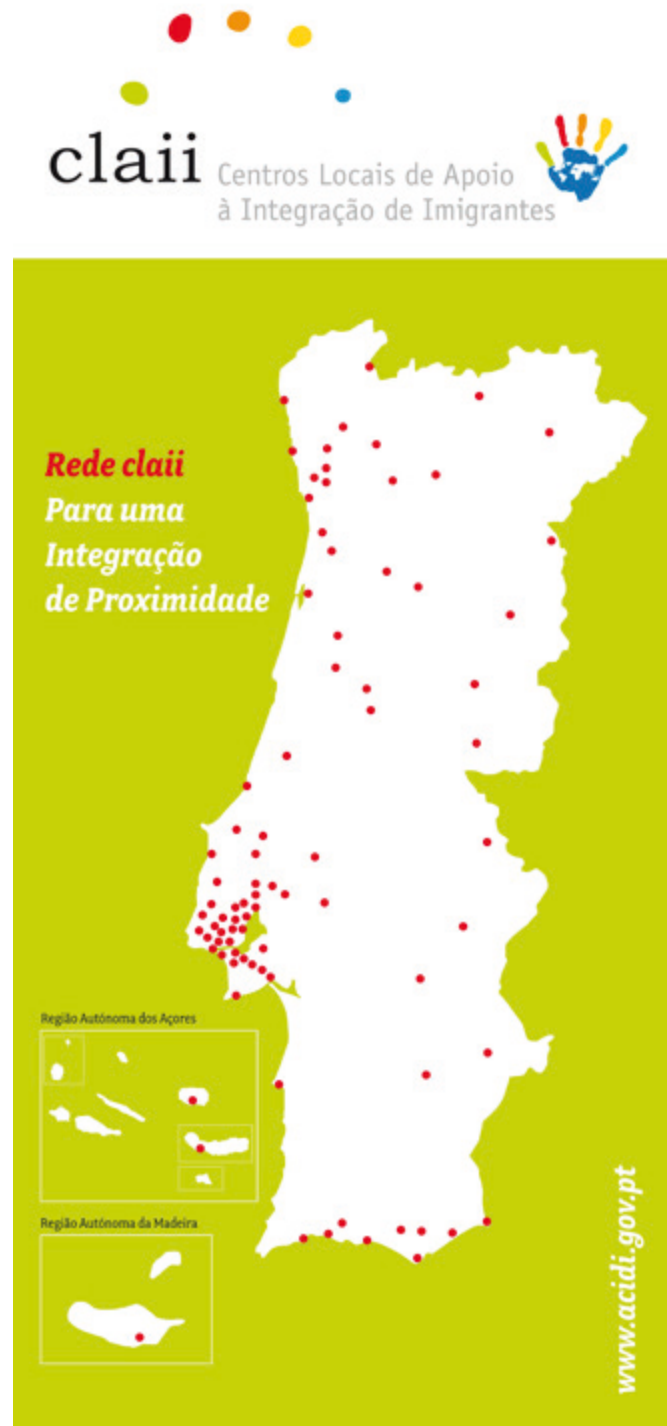 claii
Centros Locais de Apoio
à Integração de Imigrantes
Rede claii
Para uma
Integração
de Proximidade
Região Autónoma dos Açores
Região Autónoma da Madeira
www.acidi.gov.pt